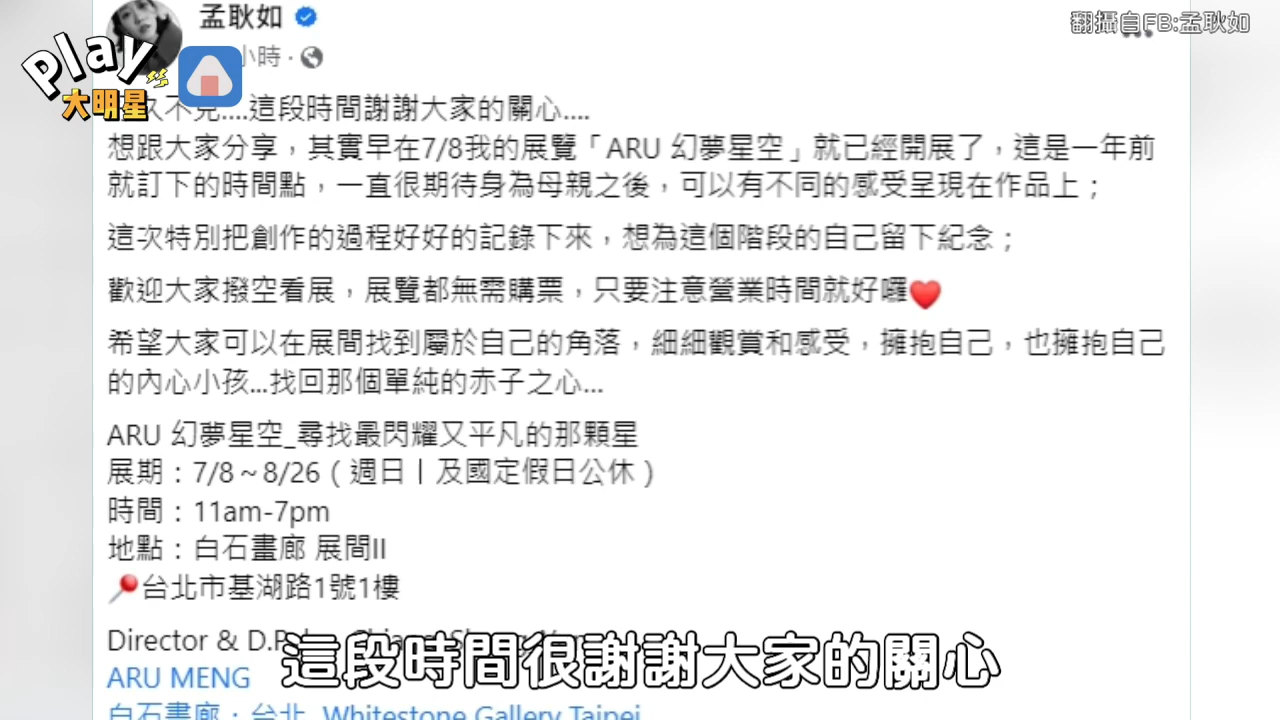 孟耿如
翻攝自FB:孟耿如
Play
大明星
小時
久不見....這段時間謝謝大家的關心....
想跟大家分享，其實早在7/8我的展覽「ARU 幻夢星空」就已經開展了，這是一年前
就訂下的時間點，一直很期待身為母親之後，可以有不同的感受呈現在作品上；
這次特別把創作的過程好好的記錄下來，想為這個階段的自己留下紀念；
歡迎大家撥空看展，展覽都無需購票，只要注意營業時間就好囉❤️
希望大家可以在展間找到屬於自己的角落，細細觀賞和感受，擁抱自己，也擁抱自己
的內心小孩...找回那個單純的赤子之心...
ARU 幻夢星空_尋找最閃耀又平凡的那顆星
展期：7/8～8/26（週日丨及國定假日公休）
時間：11am-7pm
地點：白石畫廊 展間II
📍台北市基湖路1號1樓
Director & D.P
這段時間很謝謝大家的關心
ARU MENG
白石畫廊・台北 Whitestone Gallery Taipei